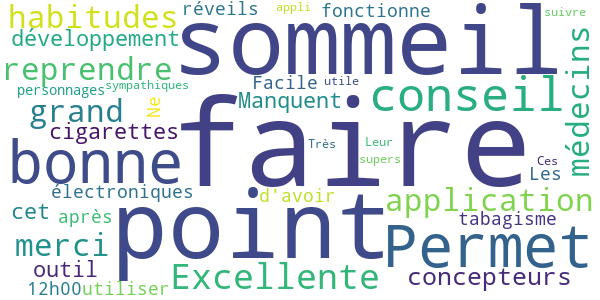 habitudes
réveils
appli
fonctionne
suivre
sommeil
développement
reprendre
personnages
sympathiques
Facile
utile
Manquent
conseil
médecins
grand
Ne
cigarettes
faire
Très
Leur
supers
Ces
Les
bonne
électroniques
d'avoir
application
cet
après
point
tabagisme
merci
Permet
outil
Excellente
concepteurs
12h00
utiliser